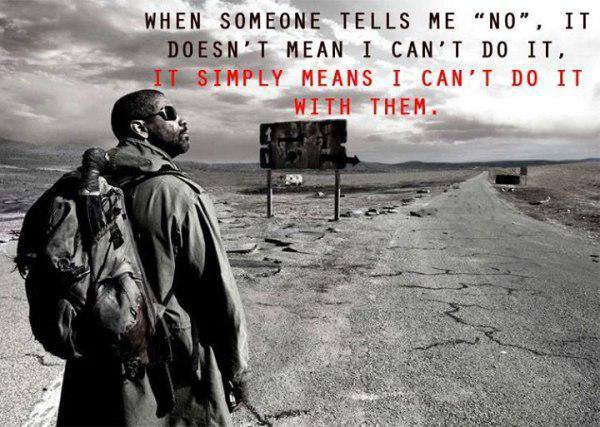 WHEN SOMEONE TELLS ME “NO”, IT
DOESN’T MEAN I CAN’T DO IT,
IT SIMPLY MEANS I CAN’T DO IT
WITH THEM.